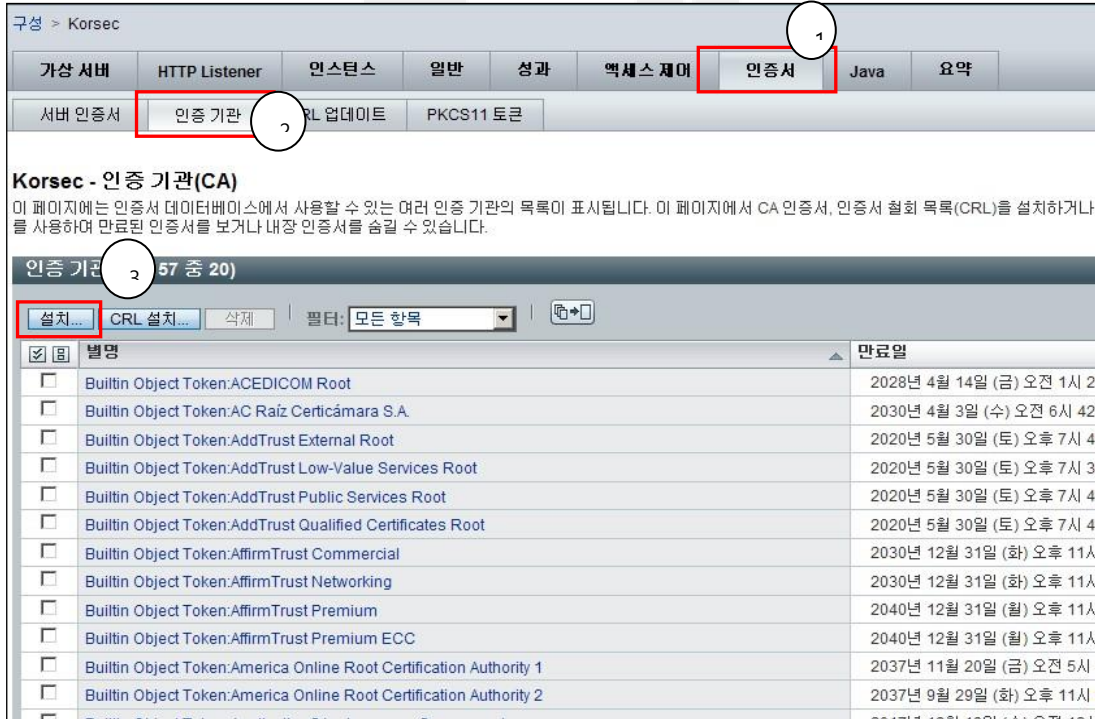 구성 > Korsec
1
가상 서버 HTTP Listener 인스턴스 일반 성과 액세스 제어 인증서 Java 요약
서버 인증서 인증 기관 RL 업데이트 PKCS11 토큰
2
Korsec - 인증 기관(CA)
이 페이지에는 인증서 데이터베이스에서 사용할 수 있는 여러 인증 기관의 목록이 표시됩니다. 이 페이지에서 CA 인증서, 인증서 철회 목록(CRL)을 설치하거나
를 사용하여 만료된 인증서를 보거나 내장 인증서를 숨길 수 있습니다.
인증 기관 57 중 20)
3
설치... CRL 설치... 삭제 필터: 모든 항목
별명 만료일
Builtin Object Token:ACEDICOM Root 2028년 4월 14일 (금) 오전 1시 2
Builtin Object Token:AC Raíz Certicámara S.A. 2030년 4월 3일 (수) 오전 6시 42
Builtin Object Token:AddTrust External Root 2020년 5월 30일 (토) 오후 7시 4
Builtin Object Token:AddTrust Low-Value Services Root 2020년 5월 30일 (토) 오후 7시 3
Builtin Object Token:AddTrust Public Services Root 2020년 5월 30일 (토) 오후 7시 4
Builtin Object Token:AddTrust Qualified Certificates Root 2020년 5월 30일 (토) 오후 7시 4
Builtin Object Token:AffirmTrust Commercial 2030년 12월 31일 (화) 오후 11시
Builtin Object Token:AffirmTrust Networking 2030년 12월 31일 (화) 오후 11시
Builtin Object Token:AffirmTrust Premium 2040년 12월 31일 (월) 오후 11시
Builtin Object Token:AffirmTrust Premium ECC 2040년 12월 31일 (월) 오후 11시
Builtin Object Token:America Online Root Certification Authority 1 2037년 11월 20일 (금) 오전 5시
Builtin Object Token:America Online Root Certification Authority 2 2037년 9월 29일 (화) 오후 11시